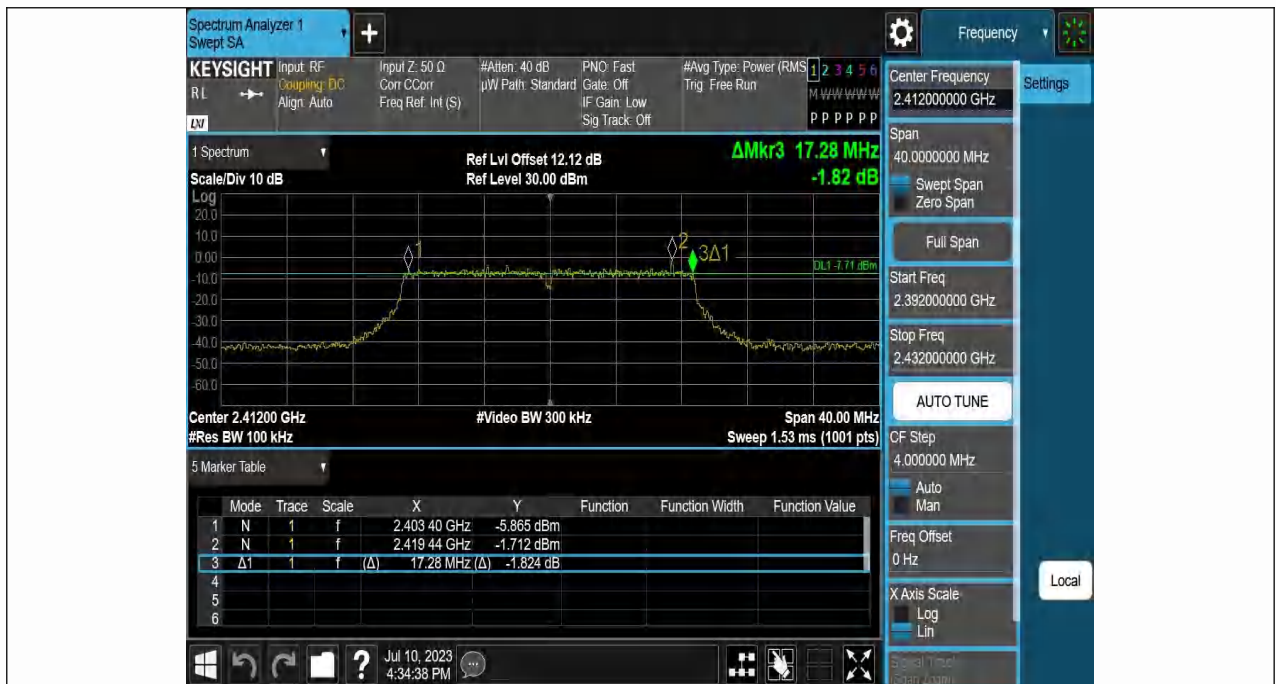 Spectrum Analyzer 1
Swept SA
+
Frequency
KEYSIGHT Input: RF Input Z: 50 Ω #Atten: 40 dB PNO: Fast #Avg Type: Power (RMS 1 2 3 4 5 6
RL Coupling: DC Corr CCorr µW Path: Standard Gate: Off Trig: Free Run M W W W W W
Align: Auto Freq Ref: Int (S) IF Gain: Low
LXI Sig Track: Off P P P P P P
Center Frequency
2.412000000 GHz
Settings
Span
40.0000000 MHz
Swept Span
Zero Span
Full Span
Start Freq
2.392000000 GHz
Stop Freq
2.432000000 GHz
AUTO TUNE
CF Step
4.000000 MHz
Auto
Man
Freq Offset
0 Hz
X Axis Scale
Log
Lin
Signal Track
(Span Zoom)
Local
1 Spectrum
Ref Lvl Offset 12.12 dB ΔMkr3 17.28 MHz
Scale/Div 10 dB Ref Level 30.00 dBm -1.82 dB
Log
20.0
10.0
0.00
-10.0
-20.0
-30.0
-40.0
-50.0
-60.0
1
2
3Δ1
DL1 -7.71 dBm
Center 2.41200 GHz #Video BW 300 kHz Span 40.00 MHz
#Res BW 100 kHz Sweep 1.53 ms (1001 pts)
5 Marker Table
Mode Trace Scale X Y Function Function Width Function Value
1 N 1 f 2.403 40 GHz -5.865 dBm
2 N 1 f 2.419 44 GHz -1.712 dBm
3 Δ1 1 f (Δ) 17.28 MHz (Δ) -1.824 dB
4
5
6
? Jul 10, 2023
4:34:38 PM